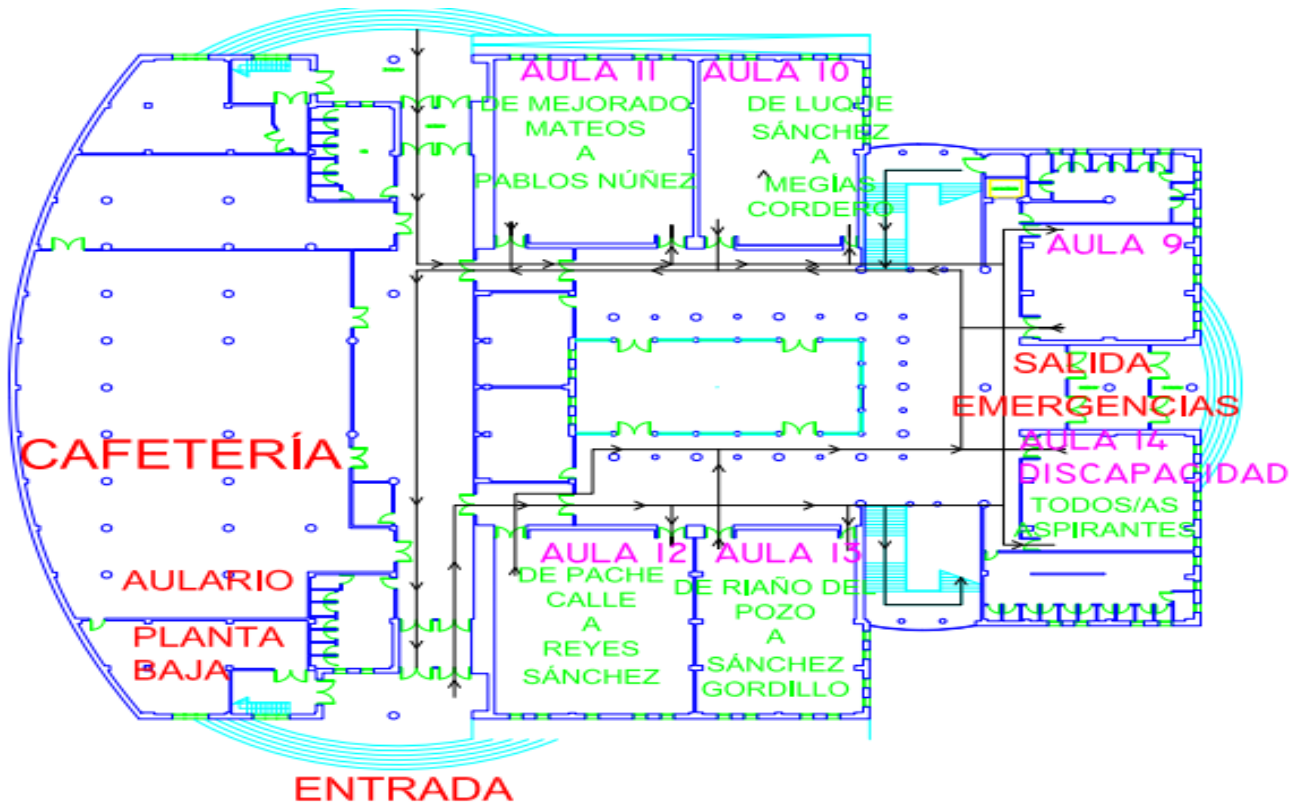 AULA 11
DE MEJORADO
MATEOS
A
PABLOS NÚÑEZ
AULA 10
DE LUQUE
SÁNCHEZ
A
MEGÍAS
CORDERO
AULA 9
SALIDA
EMERGENCIAS
CAFETERÍA
AULA 14
DISCAPACIDAD
TODOS/AS
ASPIRANTES
AULARIO
PLANTA
BAJA
AULA 12
DE PACHE
CALLE
A
REYES
SÁNCHEZ
AULA 13
DE RIAÑO DEL
POZO
A
SÁNCHEZ
GORDILLO
ENTRADA